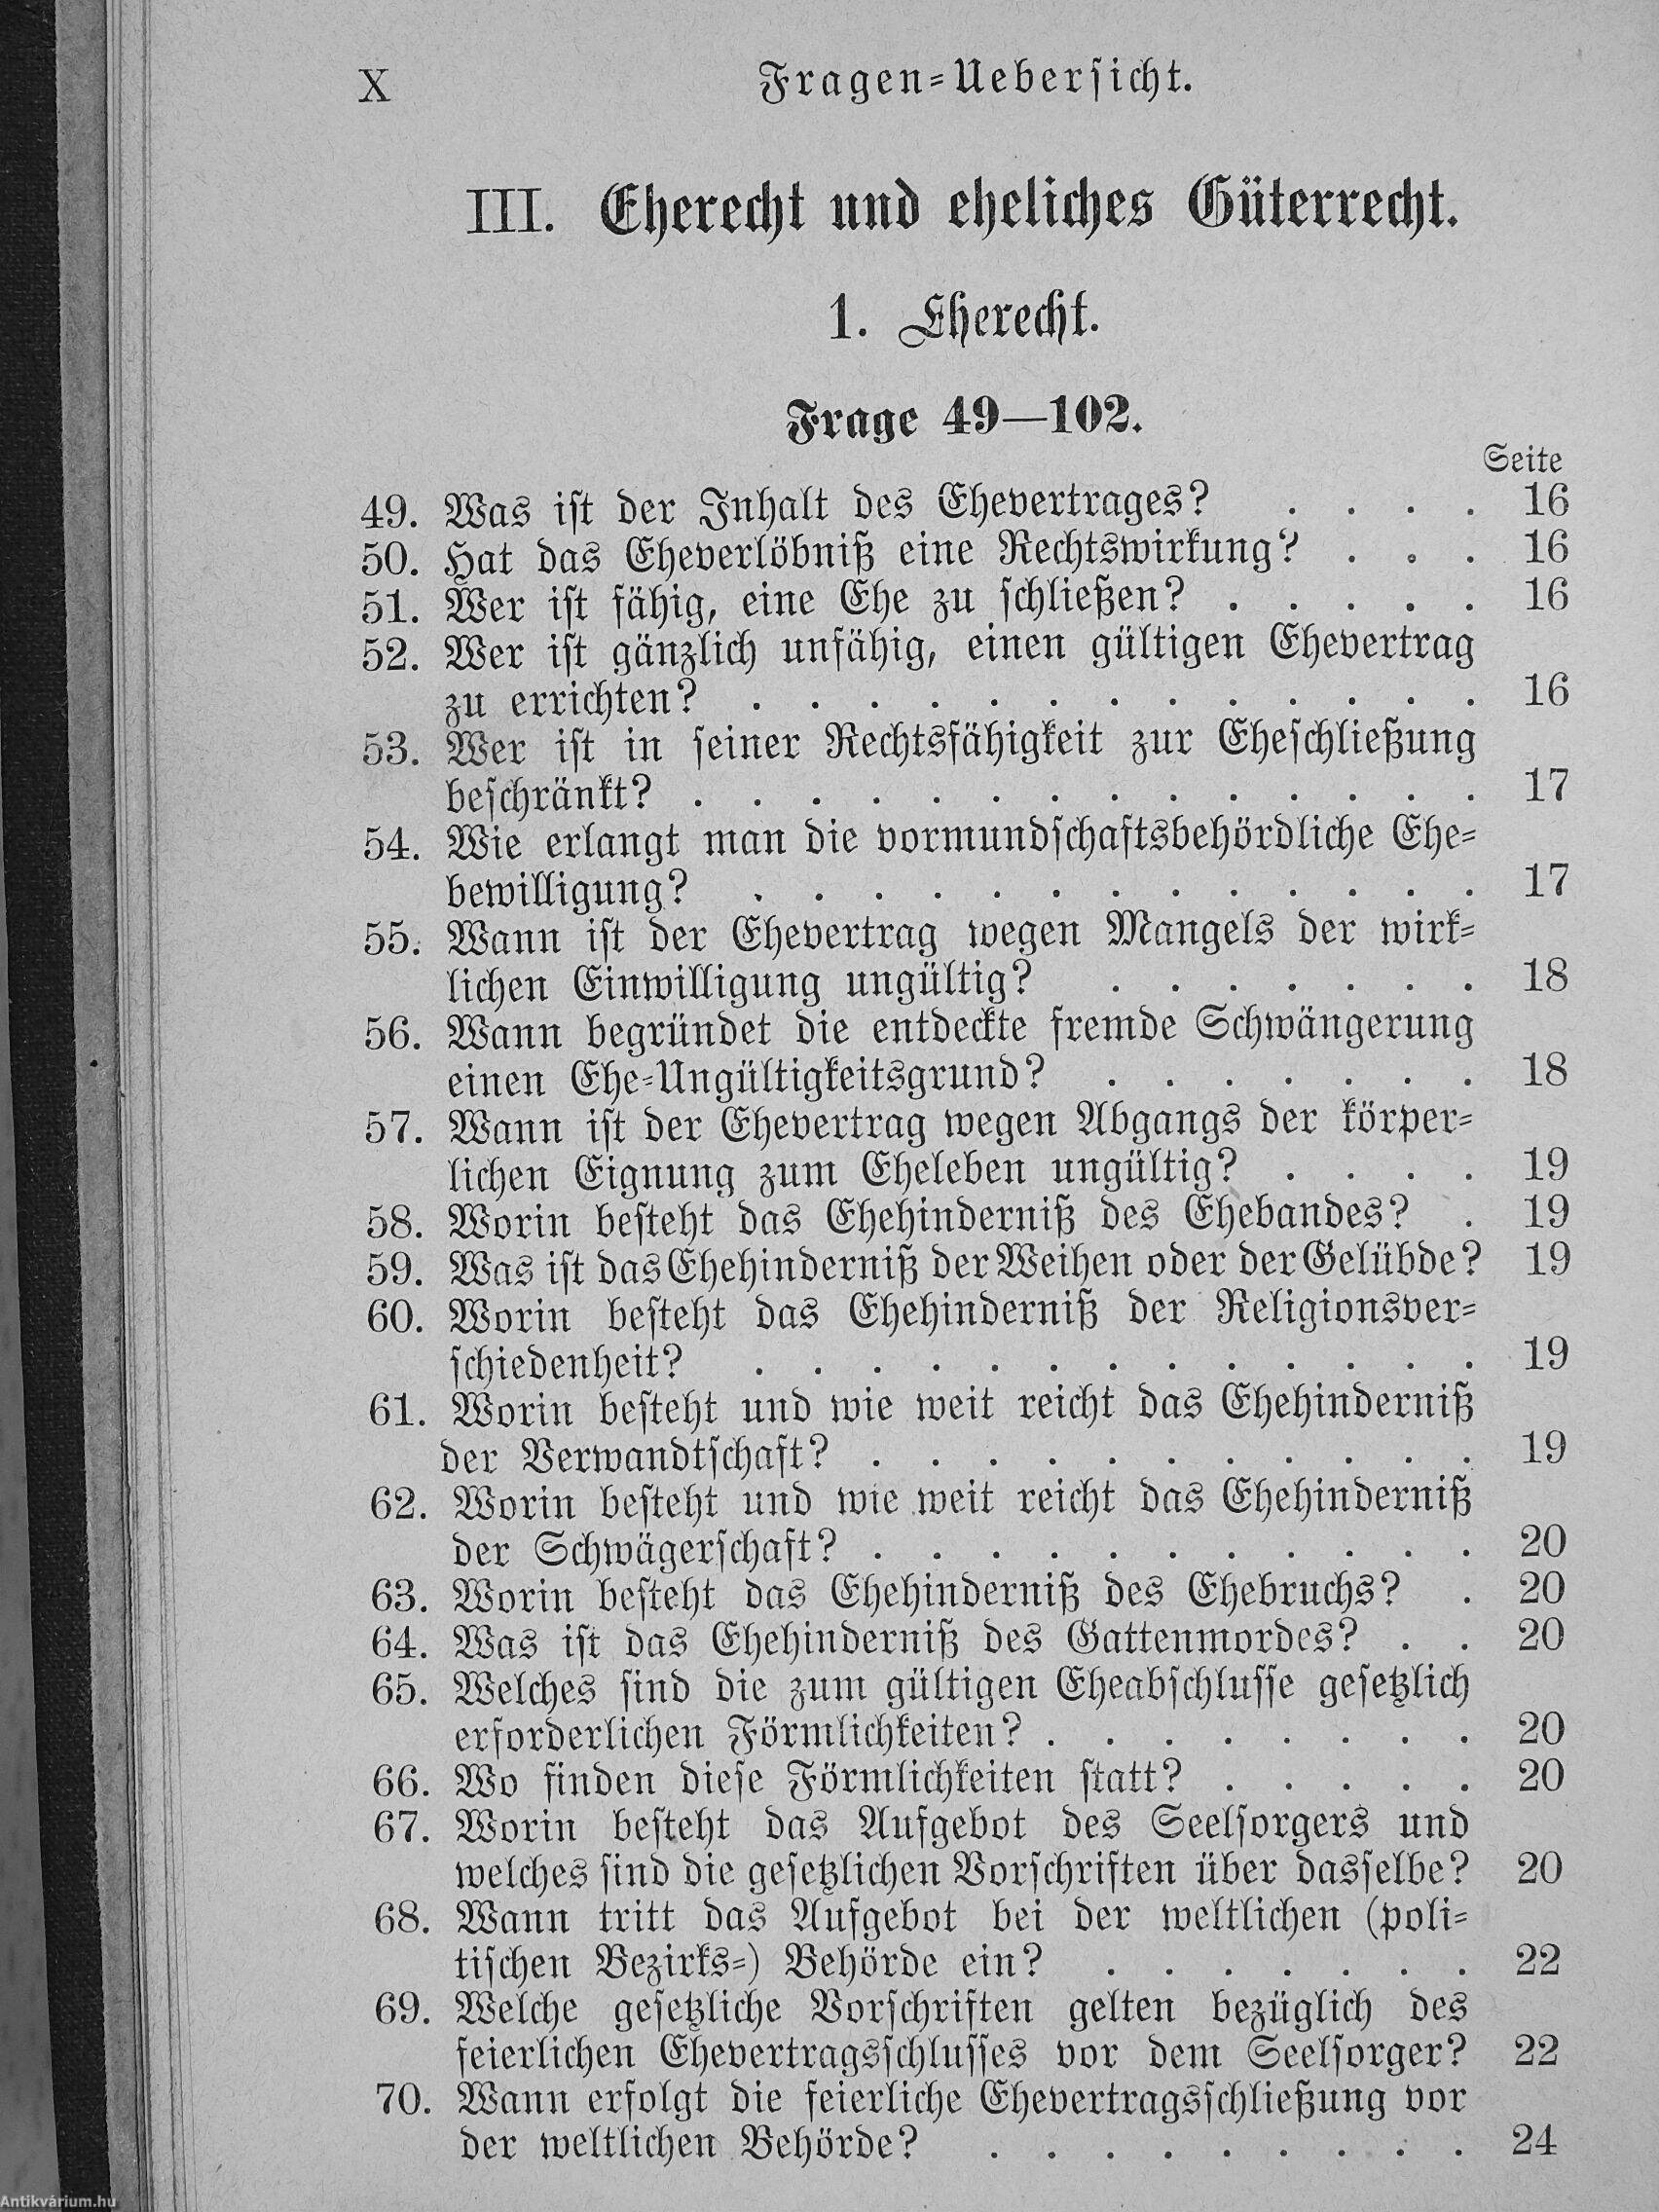 X Fragen-Uebersicht.
III. Eherecht und eheliches Güterrecht.
1. Eherecht.
Frage 49—102.
Seite
49. Was ist der Inhalt des Ehevertrages? . . . . 16
50. Hat das Eheverlöbniß eine Rechtswirkung? . . . 16
51. Wer ist fähig, eine Ehe zu schließen? . . . . . 16
52. Wer ist gänzlich unfähig, einen gültigen Ehevertrag
zu errichten? . . . . . . . . . . . . . 16
53. Wer ist in seiner Rechtsfähigkeit zur Eheschließung
beschränkt? . . . . . . . . . . . . . . 17
54. Wie erlangt man die vormundschaftsbehördliche Ehe-
bewilligung? . . . . . . . . . . . . . 17
55. Wann ist der Ehevertrag wegen Mangels der wirk-
lichen Einwilligung ungültig? . . . . . . . 18
56. Wann begründet die entdeckte fremde Schwängerung
einen Ehe-Ungültigkeitsgrund? . . . . . . . 18
57. Wann ist der Ehevertrag wegen Abgangs der körper-
lichen Eignung zum Eheleben ungültig? . . . . 19
58. Worin besteht das Ehehinderniß des Ehebandes? . 19
59. Was ist das Ehehinderniß der Weihen oder der Gelübde? 19
60. Worin besteht das Ehehinderniß der Religionsver-
schiedenheit? . . . . . . . . . . . . . 19
61. Worin besteht und wie weit reicht das Ehehinderniß
der Verwandtschaft? . . . . . . . . . . . 19
62. Worin besteht und wie weit reicht das Ehehinderniß
der Schwägerschaft? . . . . . . . . . . . 20
63. Worin besteht das Ehehinderniß des Ehebruchs? . 20
64. Was ist das Ehehinderniß des Gattenmordes? . . 20
65. Welches sind die zum gültigen Eheabschlusse gesetzlich
erforderlichen Förmlichkeiten? . . . . . . . . 20
66. Wo finden diese Förmlichkeiten statt? . . . . . 20
67. Worin besteht das Aufgebot des Seelsorgers und
welches sind die gesetzlichen Vorschriften über dasselbe? 20
68. Wann tritt das Aufgebot bei der weltlichen (poli-
tischen Bezirks-) Behörde ein? . . . . . . . 22
69. Welche gesetzliche Vorschriften gelten bezüglich des
feierlichen Ehevertragsschlusses vor dem Seelsorger? 22
70. Wann erfolgt die feierliche Ehevertragsschließung vor
der weltlichen Behörde? . . . . . . . . . 24
Antikvárium.hu